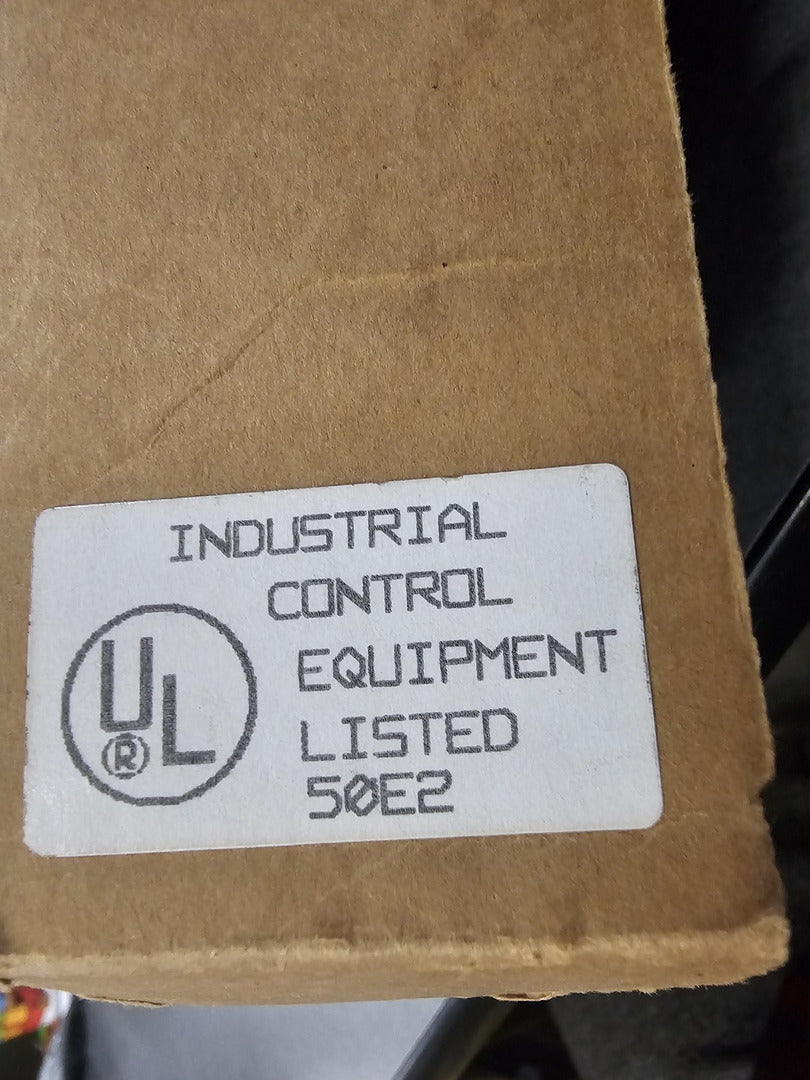 INDUSTRIAL
CONTROL
EQUIPMENT
LISTED
50E2
UL
®